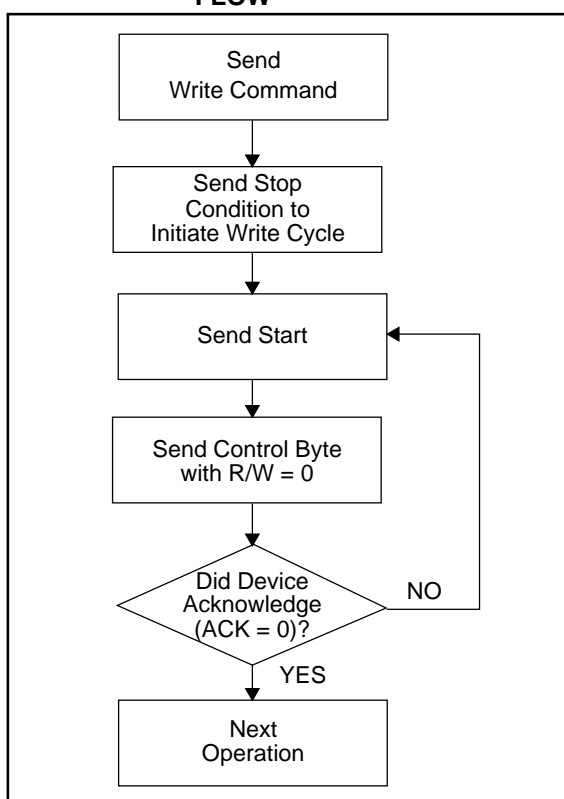 FLOW
Send
Write Command
Send Stop
Condition to
Initiate Write Cycle
Send Start
Send Control Byte
with R/W = 0
Did Device
Acknowledge
(ACK = 0)?
NO
YES
Next
Operation